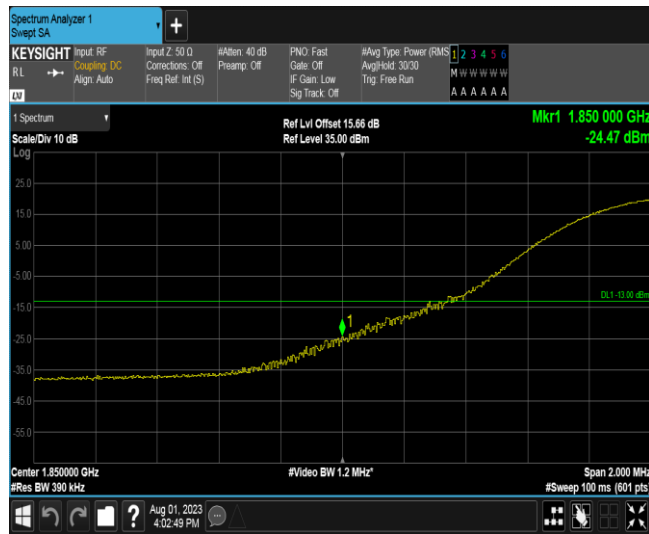 Spectrum Analyzer 1
Swept SA
+
KEYSIGHT
RL
LXI
Input: RF
Coupling: DC
Align: Auto
Input Z: 50 Ω
Corrections: Off
Freq Ref: Int (S)
#Atten: 40 dB
Preamp: Off
PNO: Fast
Gate: Off
IF Gain: Low
Sig Track: Off
#Avg Type: Power (RMS
Avg|Hold: 30/30
Trig: Free Run
1 2 3 4 5 6
M W W W W W
A A A A A A
1 Spectrum
Scale/Div 10 dB
Log
Ref Lvl Offset 15.66 dB
Ref Level 35.00 dBm
Mkr1 1.850 000 GHz
-24.47 dBm
25.0
15.0
5.00
-5.00
-15.0
-25.0
-35.0
-45.0
-55.0
DL1 -13.00 dBm
1
Center 1.850000 GHz
#Res BW 390 kHz
#Video BW 1.2 MHz*
Span 2.000 MHz
#Sweep 100 ms (601 pts
?
Aug 01, 2023
4:02:49 PM